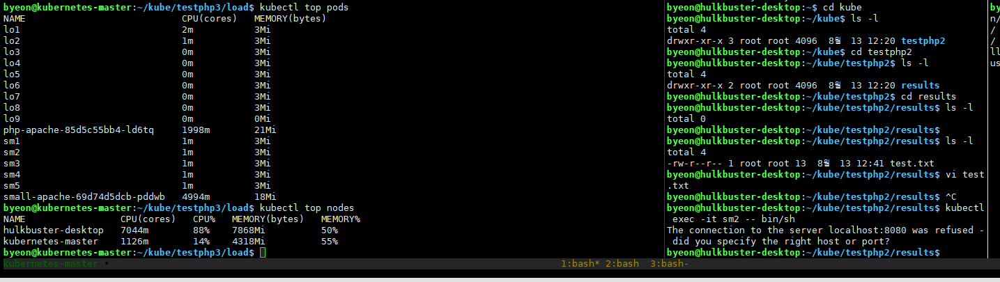 byeon@kubernetes-master:~/kube/testphp3/load$ kubectl top pods
NAME CPU(cores) MEMORY(bytes)
lo1 2m 3Mi
lo2 1m 3Mi
lo3 0m 3Mi
lo4 0m 3Mi
lo5 0m 3Mi
lo6 0m 3Mi
lo7 0m 3Mi
lo8 0m 3Mi
lo9 0m 0Mi
php-apache-85d5c55bb4-ld6tq 1998m 21Mi
sm1 1m 3Mi
sm2 1m 3Mi
sm3 1m 3Mi
sm4 1m 3Mi
sm5 1m 3Mi
small-apache-69d74d5dcb-pddwb 4994m 18Mi
byeon@kubernetes-master:~/kube/testphp3/load$ kubectl top nodes
NAME CPU(cores) CPU% MEMORY(bytes) MEMORY%
hulkbuster-desktop 7044m 88% 7868Mi 50%
kubernetes-master 1126m 14% 4318Mi 55%
byeon@kubernetes-master:~/kube/testphp3/load$
byeon@hulkbuster-desktop:~$ cd kube
byeon@hulkbuster-desktop:~/kube$ ls -l
total 4
drwxr-xr-x 3 root root 4096 8월 13 12:20 testphp2
byeon@hulkbuster-desktop:~/kube$ cd testphp2
byeon@hulkbuster-desktop:~/kube/testphp2$ ls -l
total 4
drwxr-xr-x 2 root root 4096 8월 13 12:20 results
byeon@hulkbuster-desktop:~/kube/testphp2$ cd results
byeon@hulkbuster-desktop:~/kube/testphp2/results$ ls -l
total 0
byeon@hulkbuster-desktop:~/kube/testphp2/results$
byeon@hulkbuster-desktop:~/kube/testphp2/results$ ls -l
total 4
-rw-r--r-- 1 root root 13 8월 13 12:41 test.txt
byeon@hulkbuster-desktop:~/kube/testphp2/results$ vi test
.txt
byeon@hulkbuster-desktop:~/kube/testphp2/results$ ^C
byeon@hulkbuster-desktop:~/kube/testphp2/results$ kubectl
exec -it sm2 -- bin/sh
The connection to the server localhost:8080 was refused -
did you specify the right host or port?
byeon@hulkbuster-desktop:~/kube/testphp2/results$
by
n/
/
/
ll
us
kubernetes-master • 1:bash* 2:bash 3:bash-